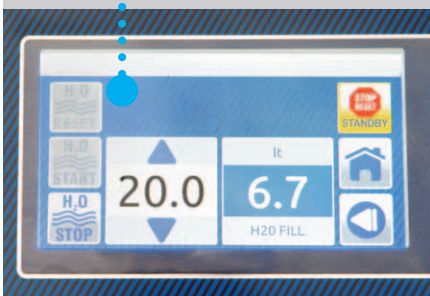 H₂O
RESET
STOP
RESET
STANDBY
H₂O
START
20.0
lt
6.7
H20 FILL
H₂O
STOP